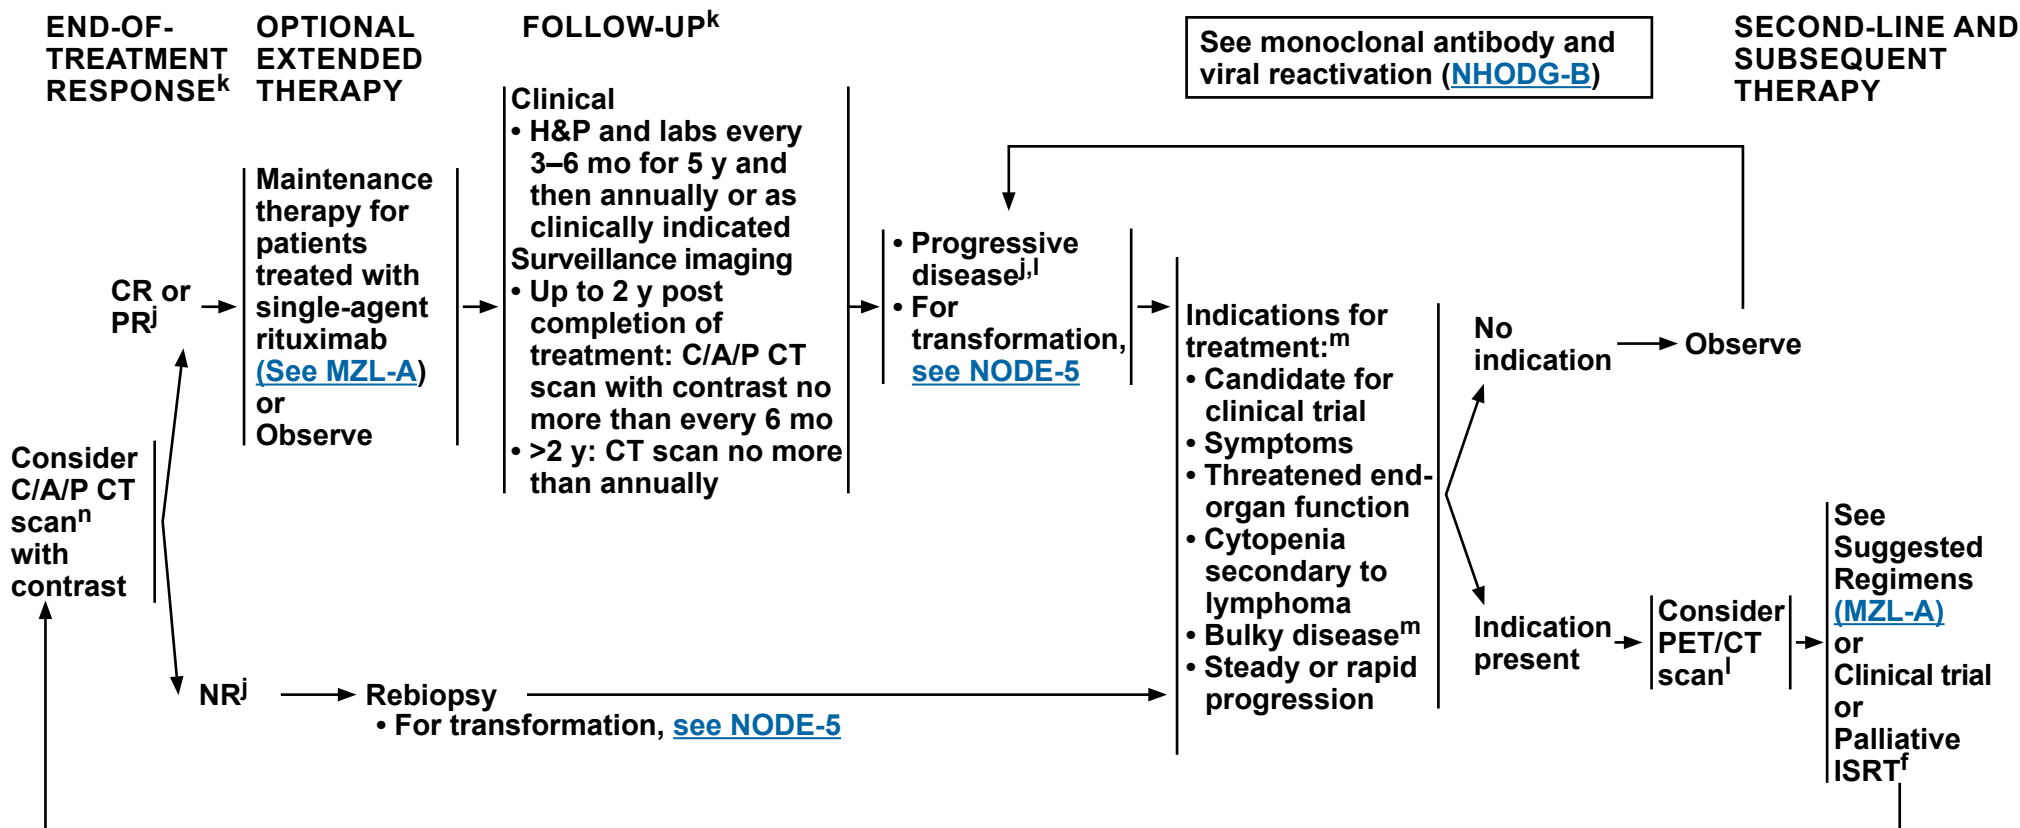 END-OF-
TREATMENT
RESPONSEk
OPTIONAL
EXTENDED
THERAPY
FOLLOW-UPk
See monoclonal antibody and
viral reactivation (NHODG-B)
SECOND-LINE AND
SUBSEQUENT
THERAPY
Consider
C/A/P CT
scann
with
contrast
CR or
PRj
Maintenance
therapy for
patients
treated with
single-agent
rituximab
(See MZL-A)
or
Observe
Clinical
• H&P and labs every
3–6 mo for 5 y and
then annually or as
clinically indicated
Surveillance imaging
• Up to 2 y post
completion of
treatment: C/A/P CT
scan with contrast no
more than every 6 mo
• >2 y: CT scan no more
than annually
• Progressive
diseasej,l
• For
transformation,
see NODE-5
NRj
Rebiopsy
• For transformation, see NODE-5
Indications for
treatment:m
• Candidate for
clinical trial
• Symptoms
• Threatened end-
organ function
• Cytopenia
secondary to
lymphoma
• Bulky diseasem
• Steady or rapid
progression
No
indication
Observe
Indication
present
Consider
PET/CT
scanl
See
Suggested
Regimens
(MZL-A)
or
Clinical trial
or
Palliative
ISRTf